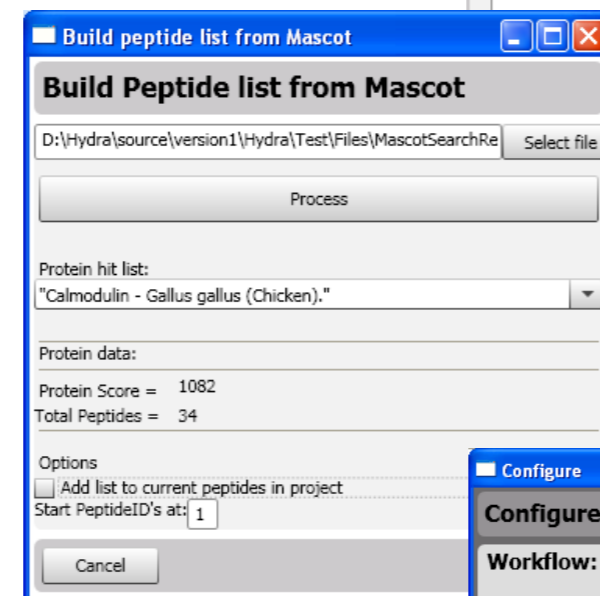 Build peptide list from Mascot
Build Peptide list from Mascot
D:\Hydra\source\version1\Hydra\Test\Files\MascotSearchRe
Select file
Process
Protein hit list:
"Calmodulin - Gallus gallus (Chicken)."
Protein data:
Protein Score = 1082
Total Peptides = 34
Options
Add list to current peptides in project
Start PeptideID's at: 1
Cancel
Configure
Configure
Workflow: